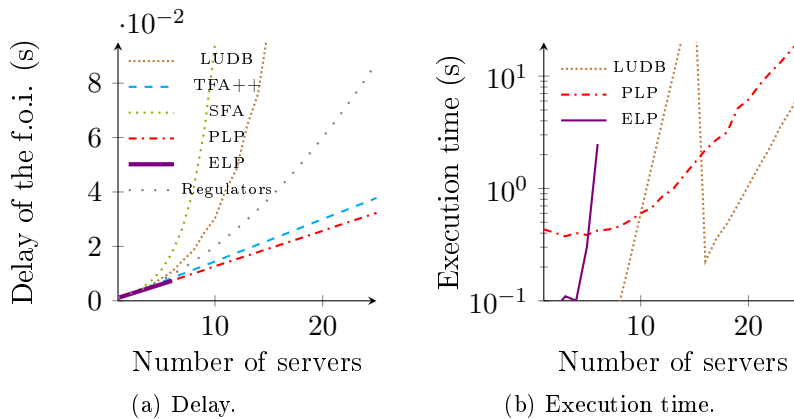 ·10⁻²
Delay of the f.o.i. (s)
8
6
4
2
0
10
20
LUDB
TFA++
SFA
PLP
ELP
Regulators
Number of servers
(a) Delay.
Execution time (s)
10¹
10⁰
10⁻¹
10
20
LUDB
PLP
ELP
Number of servers
(b) Execution time.